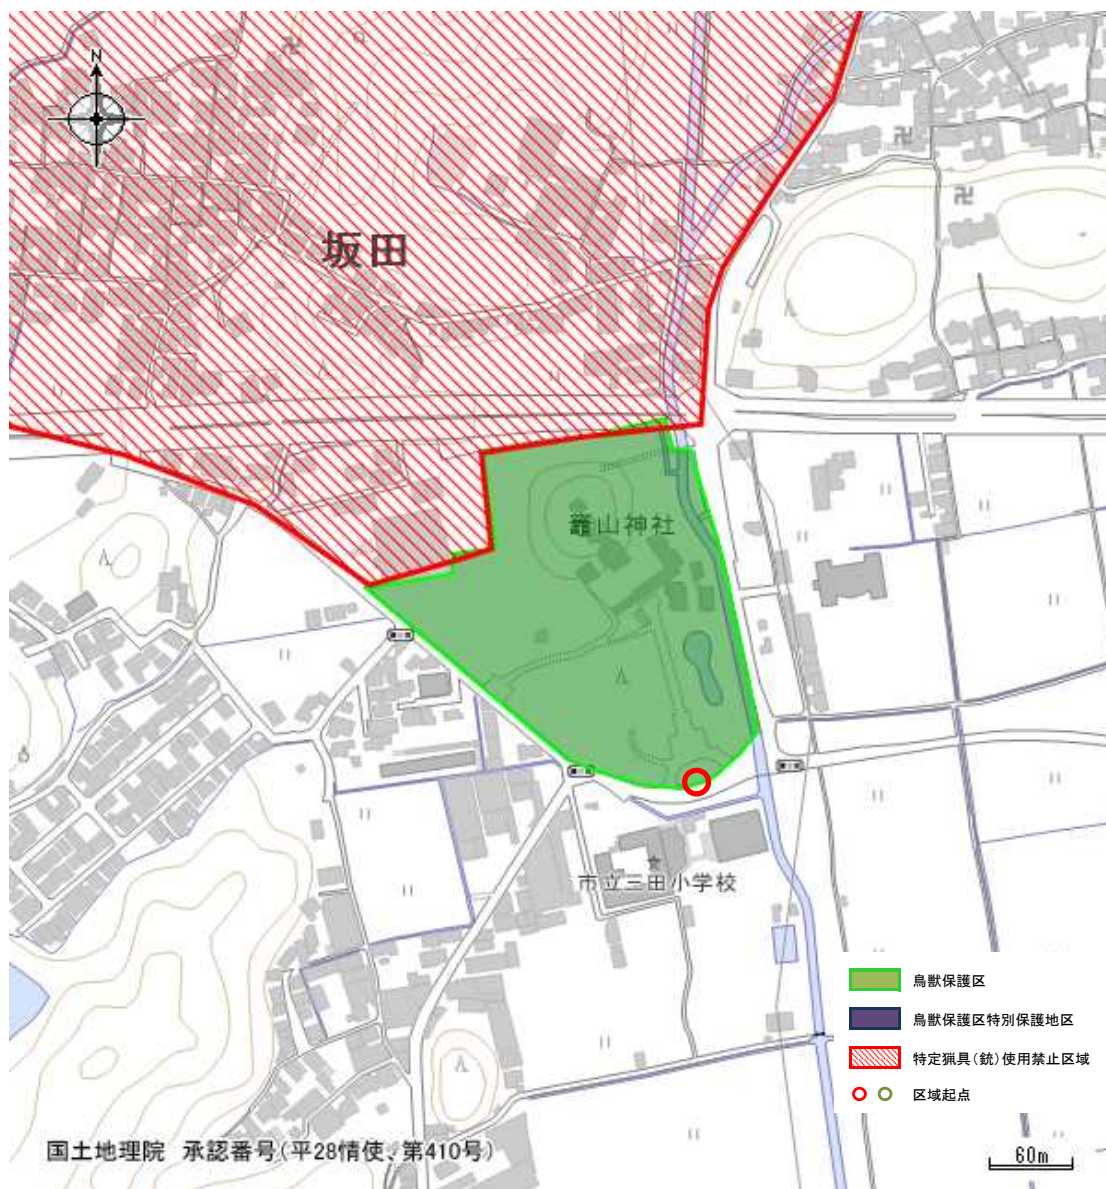 N
坂田
龗山神社
市立三田小学校
鳥獣保護区
鳥獣保護区特別保護地区
特定猟具(銃)使用禁止区域
区域起点
国土地理院 承認番号(平28情使、第410号)
60m